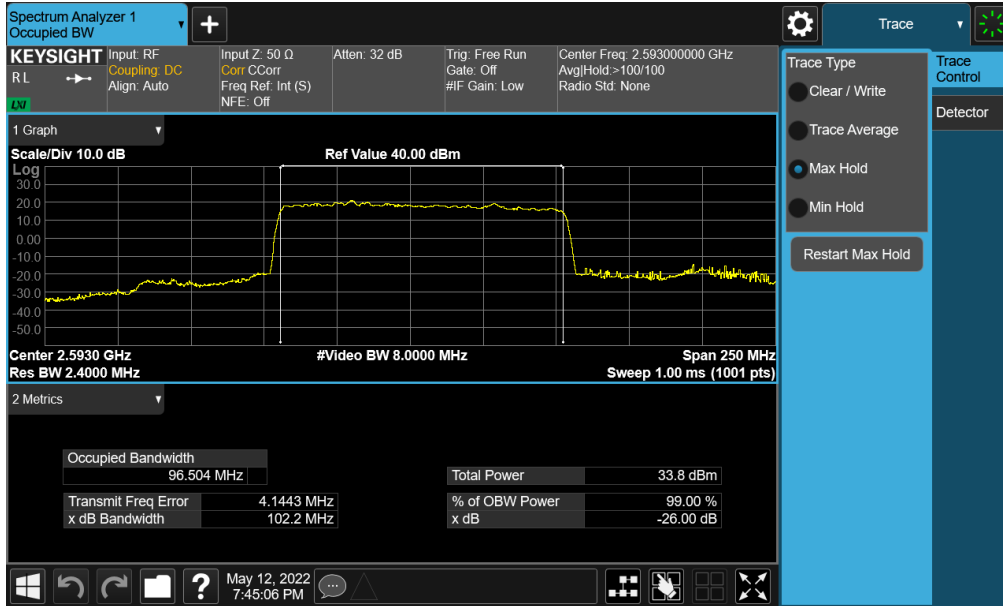 Spectrum Analyzer 1
Occupied BW
Trace
KEYSIGHT
R L
LXI
Input: RF
Coupling: DC
Align: Auto
Input Z: 50 Ω
Corr CCorr
Freq Ref: Int (S)
NFE: Off
Atten: 32 dB
Trig: Free Run
Gate: Off
#IF Gain: Low
Center Freq: 2.593000000 GHz
Avg|Hold:>100/100
Radio Std: None
Trace Type
Clear / Write
Trace Average
Max Hold
Min Hold
Restart Max Hold
Trace
Control
Detector
1 Graph
Scale/Div 10.0 dB
Ref Value 40.00 dBm
Log
30.0
20.0
10.0
0.00
-10.0
-20.0
-30.0
-40.0
-50.0
Center 2.5930 GHz
#Video BW 8.0000 MHz
Span 250 MHz
Res BW 2.4000 MHz
Sweep 1.00 ms (1001 pts)
2 Metrics
Occupied Bandwidth
96.504 MHz
Total Power 33.8 dBm
Transmit Freq Error 4.1443 MHz
% of OBW Power 99.00 %
x dB Bandwidth 102.2 MHz
x dB -26.00 dB
?
May 12, 2022
7:45:06 PM